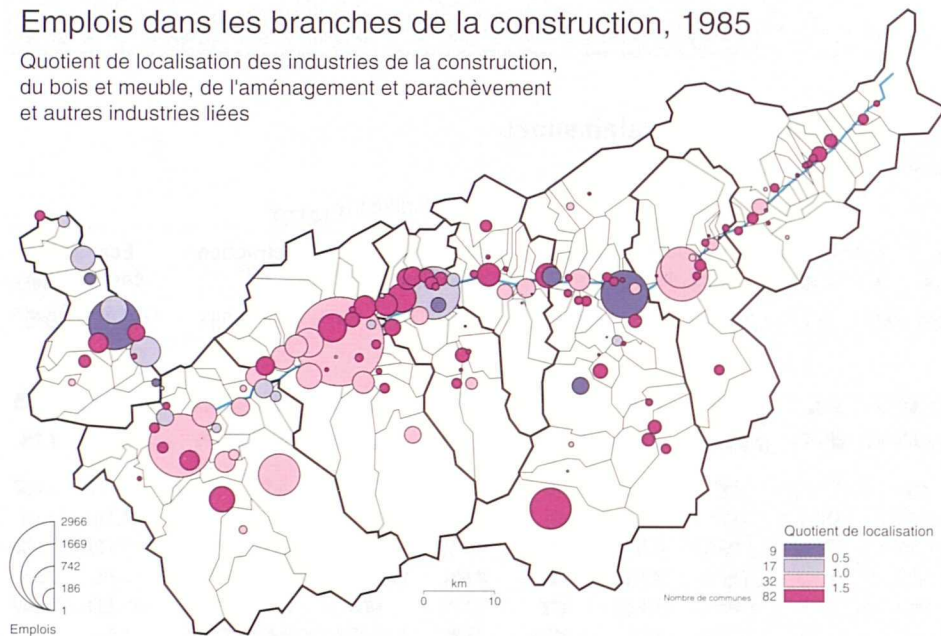 Emplois dans les branches de la construction, 1985
Quotient de localisation des industries de la construction,
du bois et meuble, de l'aménagement et parachèvement
et autres industries liées
2966
1669
742
186
1
Emplois
km
0 10
Quotient de localisation
9
17
32
82
0.5
1.0
1.5
Nombre de communes